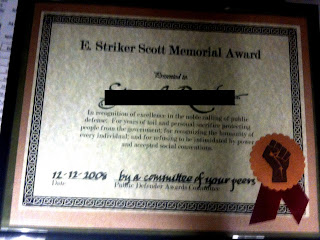 E. Striker Scott Memorial Award
Presented to
In recognition of excellence in the noble calling of public
defense. For years of toil and personal sacrifice protecting
people from the government; for recognizing the humanity of
every individual; and for refusing to be intimidated by power
and accepted social conventions.
12-12-2008 by a committee of your peers
Date Public Defender Awards Committee